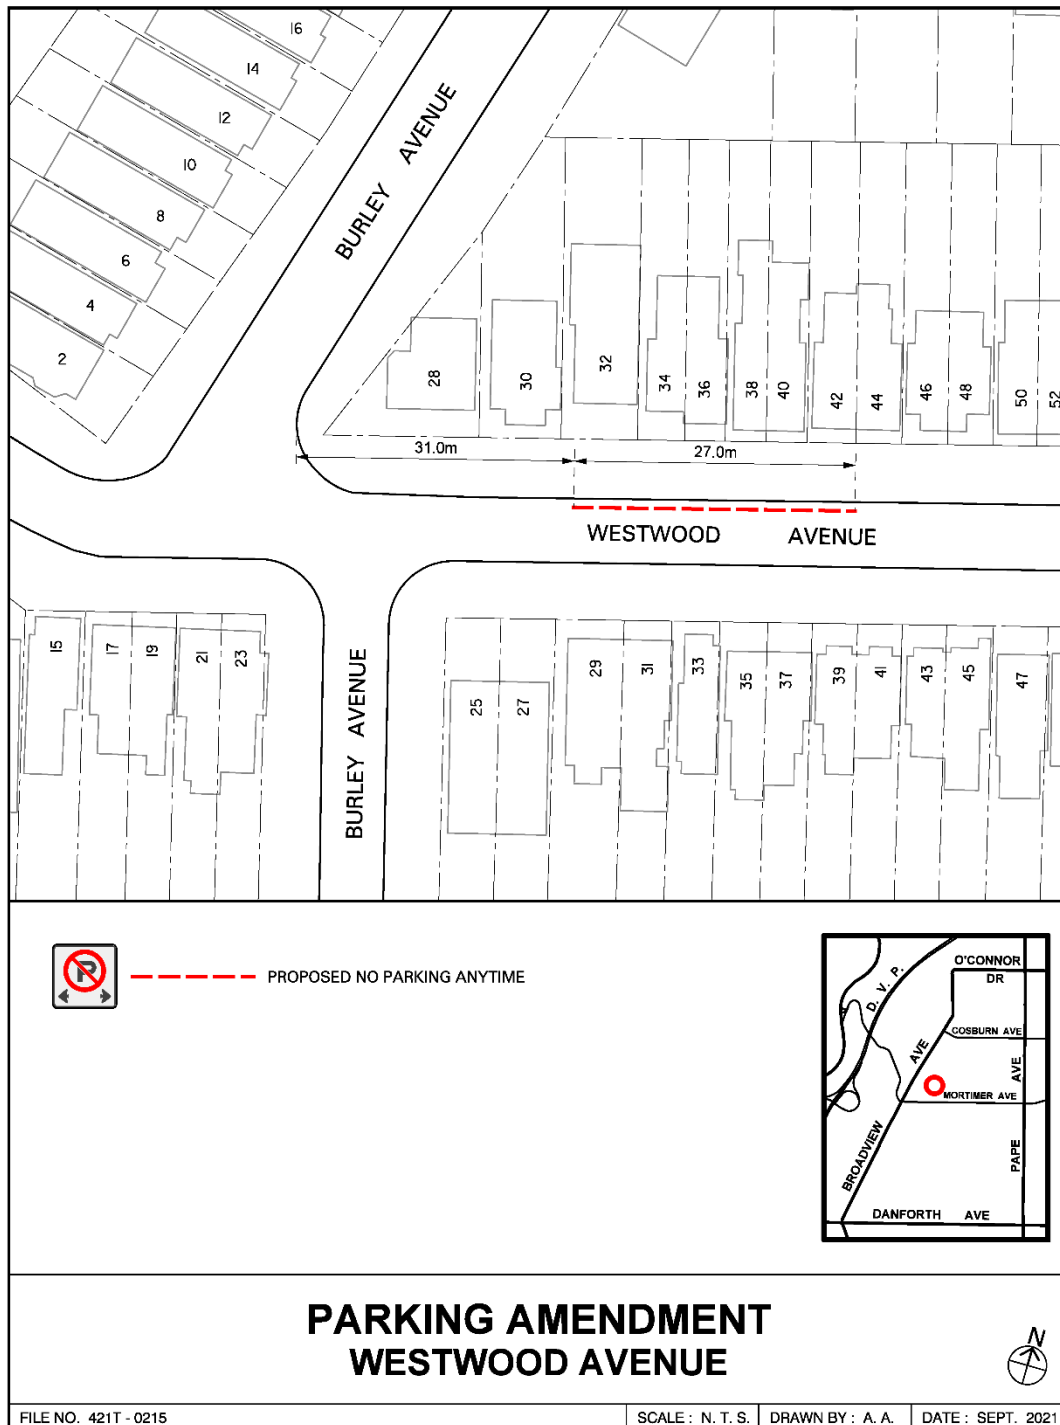 16
14
12
10
8
6
4
2
BURLEY AVENUE
28
30
32
34
36
38
40
42
44
46
48
50
52
31.0m
27.0m
WESTWOOD AVENUE
15
17
19
21
23
BURLEY AVENUE
25
27
29
31
33
35
37
39
41
43
45
47
P
PROPOSED NO PARKING ANYTIME
O'CONNOR
DR
D. V. P.
COSBURN AVE
AVE
AVE
MORTIMER AVE
BROADVIEW
PAPE
DANFORTH AVE
PARKING AMENDMENT
WESTWOOD AVENUE
N
FILE NO. 421T - 0215
SCALE : N. T. S.
DRAWN BY : A. A.
DATE : SEPT. 2021